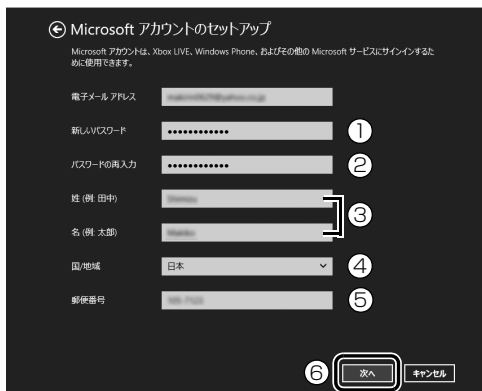 Microsoft アカウントのセットアップ
Microsoft アカウントは、Xbox LIVE、Windows Phone、およびその他の Microsoft サービスにサインインするた
めに使用できます。
電子メール アドレス
新しいパスワード ●●●●●●●●●●●● ①
パスワードの再入力 ●●●●●●●●●●●● ②
姓 (例: 田中)
③
名 (例: 太郎)
国/地域 日本 ④
郵便番号 ⑤
⑥ 次へ キャンセル